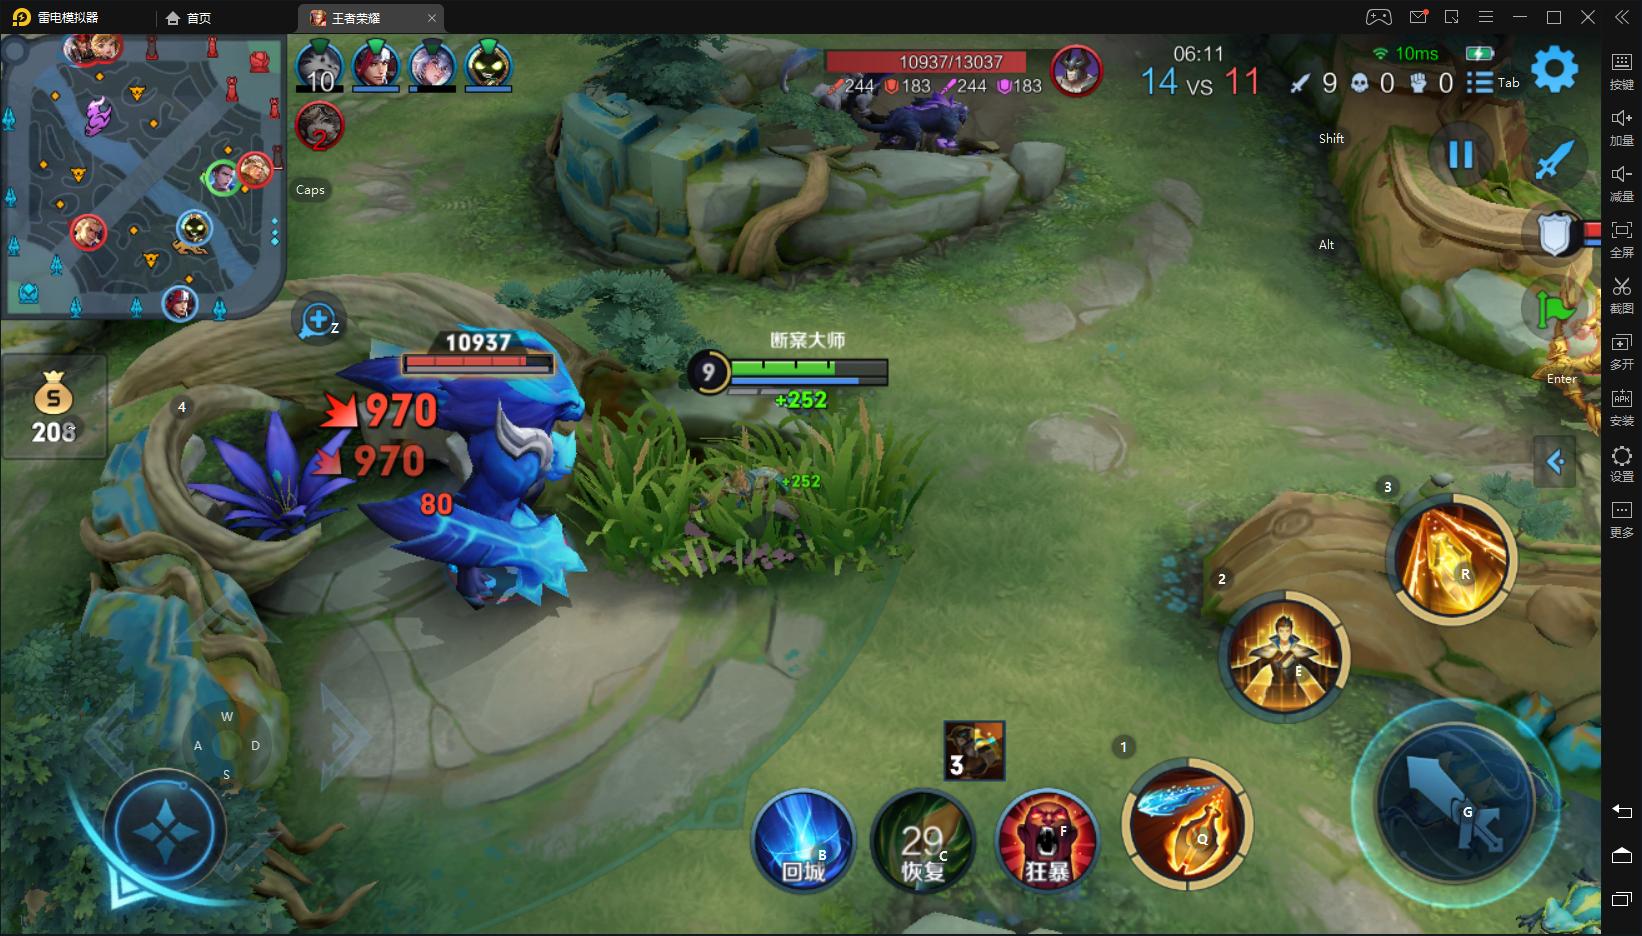 雷电模拟器
首页
王者荣耀
10
2
10937/13037
244 183 244 183
06:11
14 vs 11
10ms
9 0 0
Tab
Shift
Caps
Alt
Z
Enter
208
4
10937
970
970
80
断案大师
9
+252
+252
3
R
2
E
W
A D
S
3
1
B
回城
29
C
恢复
F
狂暴
Q
G
按键
加量
减量
全屏
截图
多开
APK
安装
设置
更多